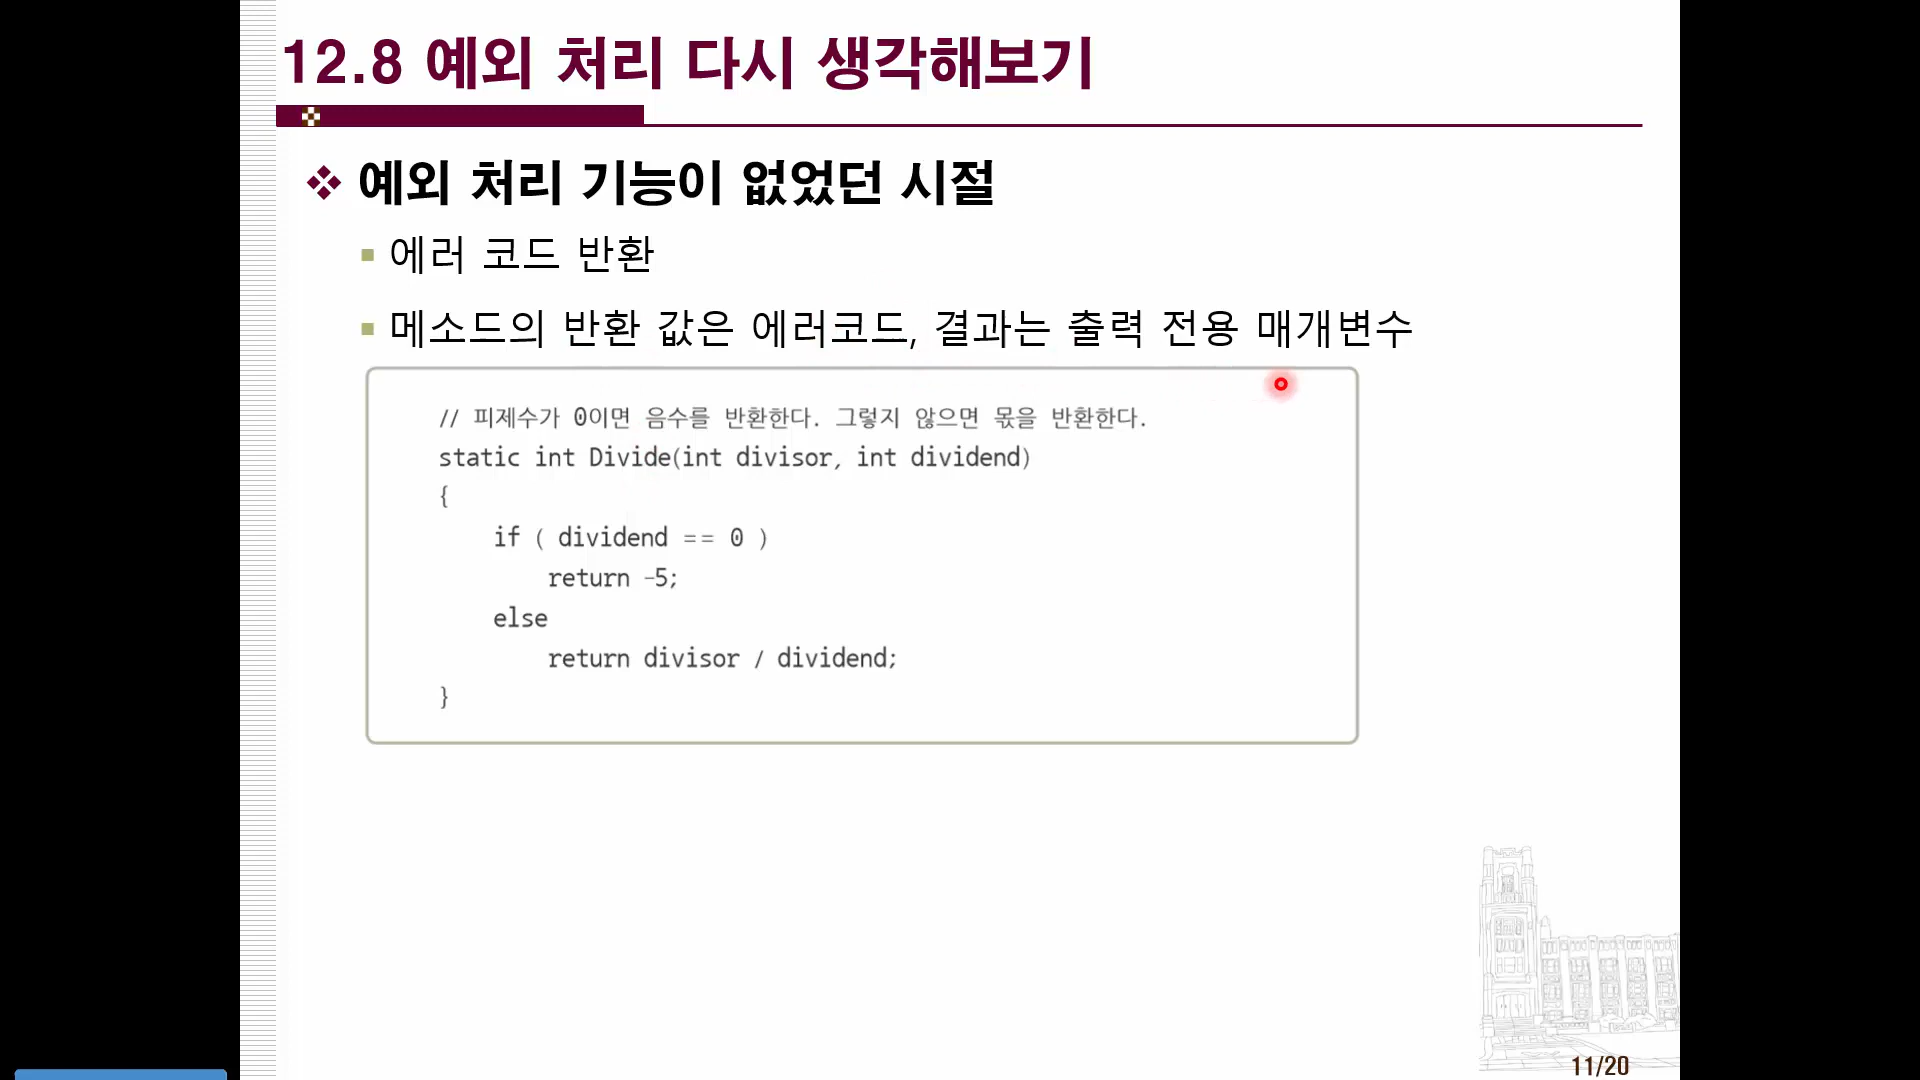 12.8 예외 처리 다시 생각해보기
예외 처리 기능이 없었던 시절
에러 코드 반환
메소드의 반환 값은 에러코드, 결과는 출력 전용 매개변수
// 피제수가 0이면 음수를 반환한다. 그렇지 않으면 몫을 반환한다.
static int Divide(int divisor, int dividend)
{
if ( dividend == 0 )
return -5;
else
return divisor / dividend;
}
11/20